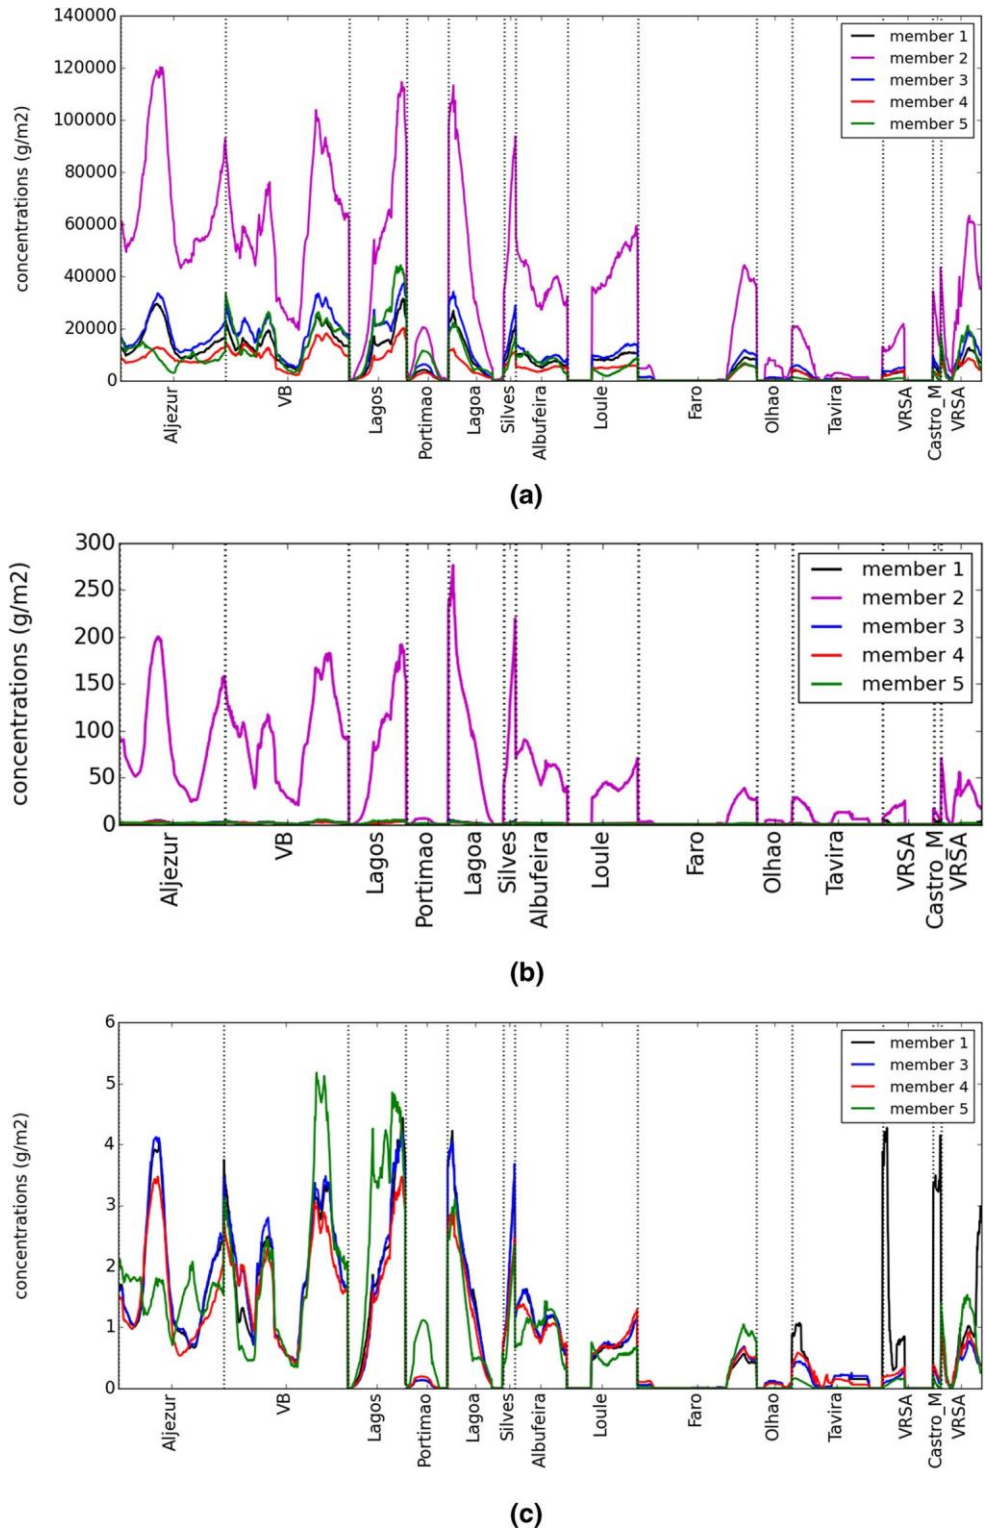 140000
120000
100000
80000
60000
40000
20000
0
concentrations (g/m2)
member 1
member 2
member 3
member 4
member 5
Aljezur
VB
Lagos
Portimao
Lagoa
Silves
Albufeira
Loule
Faro
Olhao
Tavira
VRSA
Castro_M
VRSA
(a)
300
250
200
150
100
50
0
concentrations (g/m2)
member 1
member 2
member 3
member 4
member 5
Aljezur
VB
Lagos
Portimao
Lagoa
Silves
Albufeira
Loule
Faro
Olhao
Tavira
VRSA
Castro_M
VRSA
(b)
6
5
4
3
2
1
0
concentrations (g/m2)
member 1
member 3
member 4
member 5
Aljezur
VB
Lagos
Portimao
Lagoa
Silves
Albufeira
Loule
Faro
Olhao
Tavira
VRSA
Castro_M
VRSA
(c)